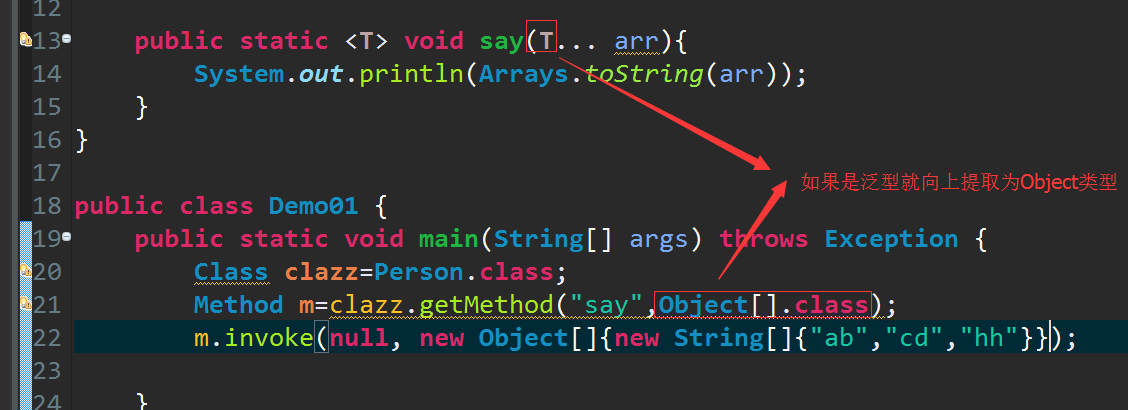 12
13 public static <T> void say(T... arr){
14 System.out.println(Arrays.toString(arr));
15 }
16 }
17
如果是泛型就向上提取为Object类型
18 public class Demo01 {
19 public static void main(String[] args) throws Exception {
20 Class clazz=Person.class;
21 Method m=clazz.getMethod("say",Object[].class);
22 m.invoke(null, new Object[]{new String[]{"ab","cd","hh"}});
23
24 }